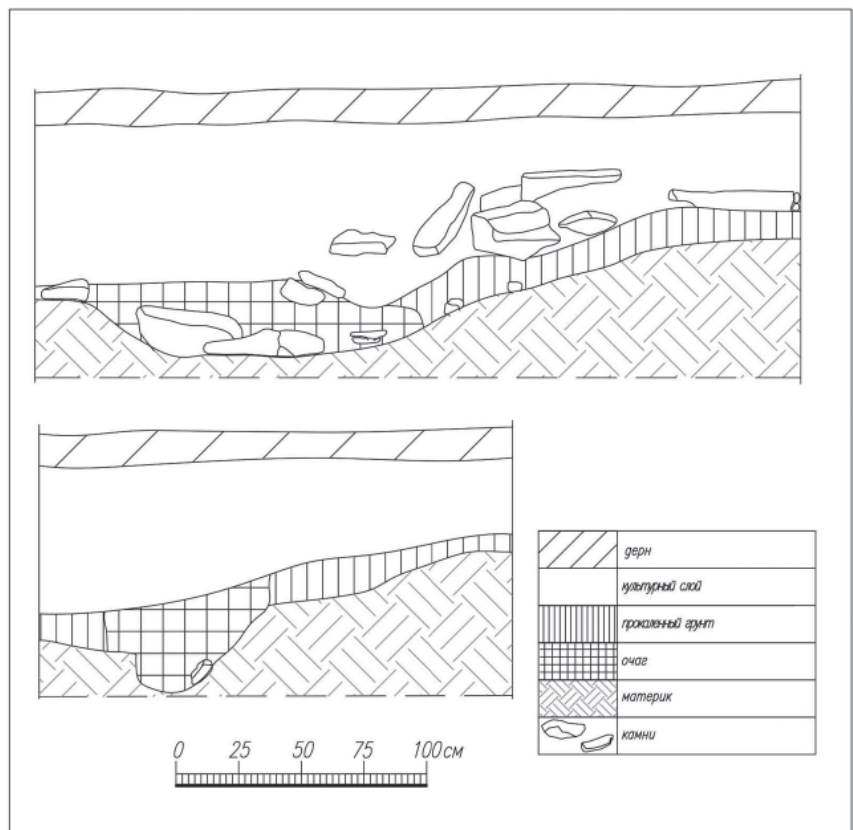 дерн
культурный слой
прокаленный грунт
очаг
материк
камни
0 25 50 75 100 см